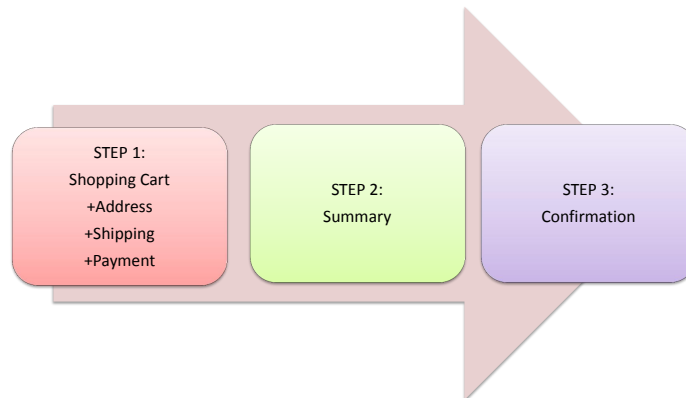 STEP 1:
Shopping Cart
+Address
+Shipping
+Payment
STEP 2:
Summary
STEP 3:
Confirmation